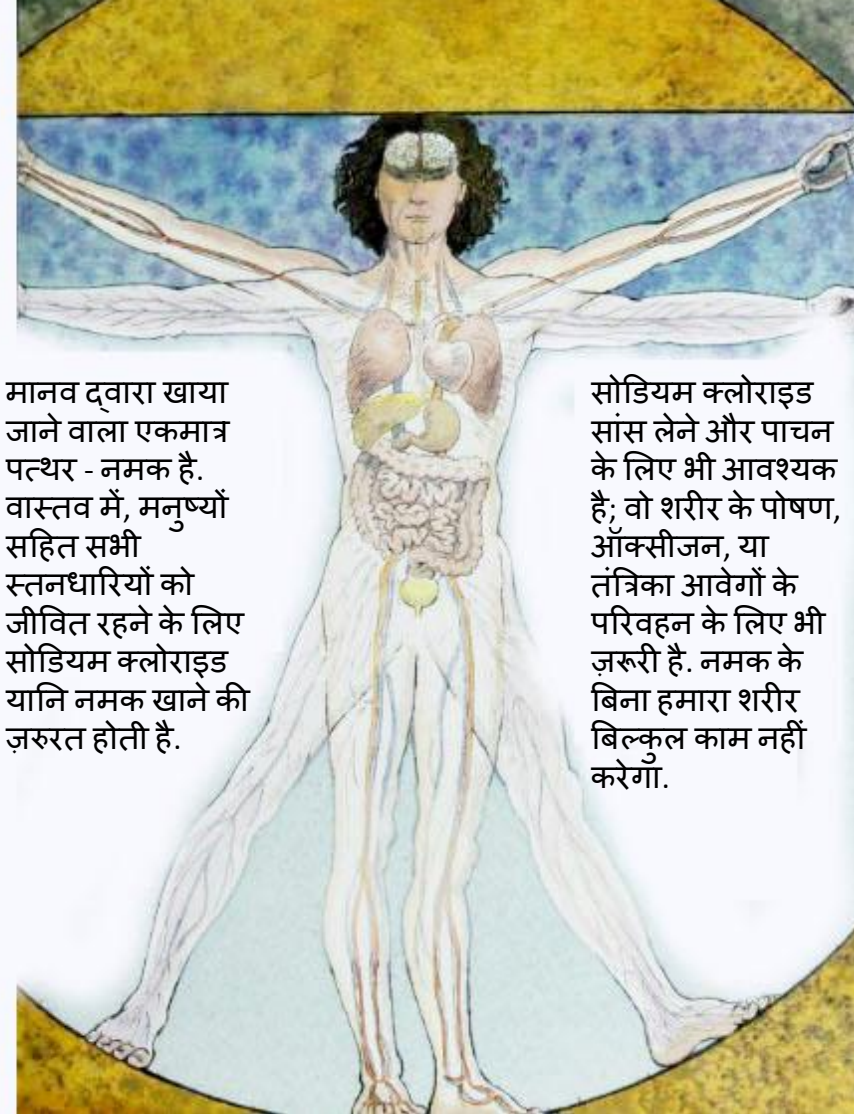 मानव द्वारा खाया
जाने वाला एकमात्र
पत्थर - नमक है.
वास्तव में, मनुष्यों
सहित सभी
स्तनधारियों को
जीवित रहने के लिए
सोडियम क्लोराइड
यानि नमक खाने की
ज़रुरत होती है.
सोडियम क्लोराइड
सांस लेने और पाचन
के लिए भी आवश्यक
है; वो शरीर के पोषण,
ऑक्सीजन, या
तंत्रिका आवेगों के
परिवहन के लिए भी
ज़रूरी है. नमक के
बिना हमारा शरीर
बिल्कुल काम नहीं
करेगा.